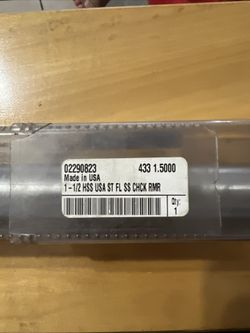 02290823 433 1.5000
Made in USA
1-1/2 HSS USA ST FL SS CHCK RMR
Qty:
1